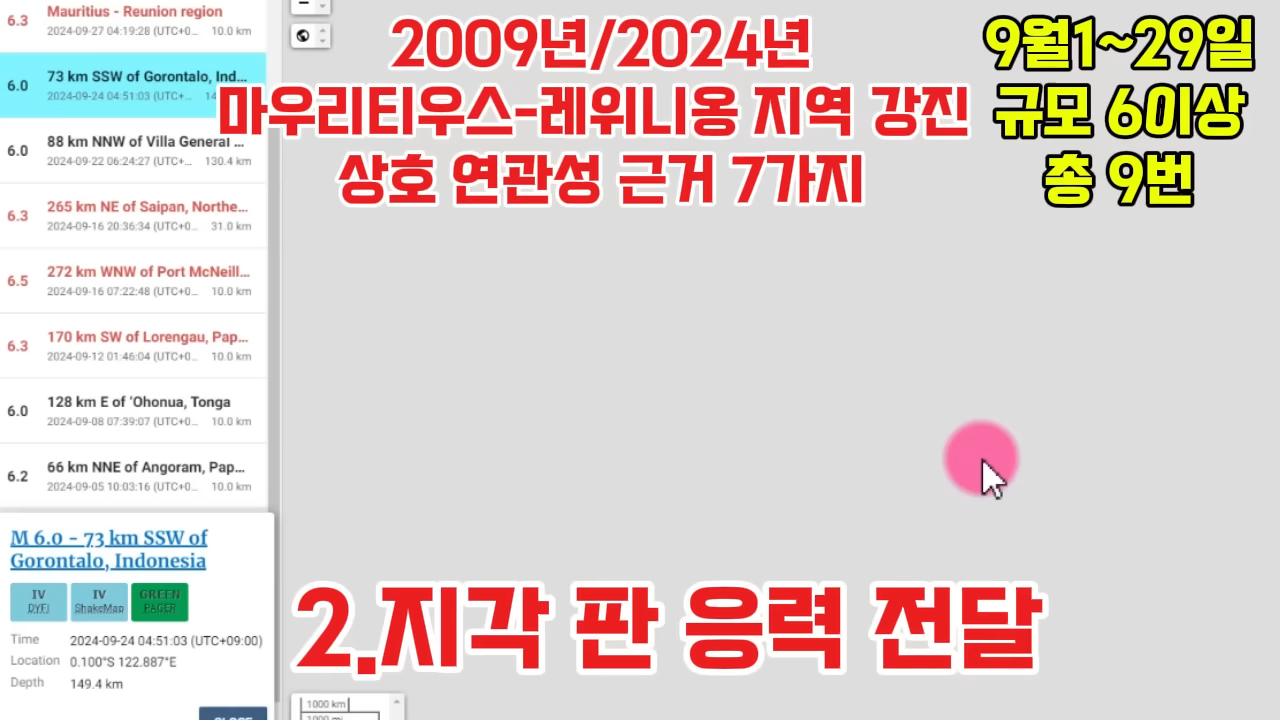 Mauritius - Reunion region
6.3
2024-09-27 04:19:28 (UTC+0... 10.0 km
73 km SSW of Gorontalo, Ind...
6.0
2024-09-24 04:51:03 (UTC+... 14
88 km NNW of Villa General ...
6.0
2024-09-22 06:24:27 (UTC+... 130.4 km
265 km NE of Saipan, Northe...
6.3
2024-09-16 20:36:34 (UTC+0... 31.0 km
272 km WNW of Port McNeill...
6.5
2024-09-16 07:22:48 (UTC+0... 10.0 km
170 km SW of Lorengau, Pap...
6.3
2024-09-12 01:46:04 (UTC+0... 10.0 km
128 km E of ‘Ohonua, Tonga
6.0
2024-09-08 07:39:07 (UTC+0... 10.0 km
66 km NNE of Angoram, Pap...
6.2
2024-09-05 10:03:16 (UTC+0... 10.0 km
M 6.0 - 73 km SSW of
Gorontalo, Indonesia
IV IV GREEN
DYFI ShakeMap PAGER
Time 2024-09-24 04:51:03 (UTC+09:00)
Location 0.100°S 122.887°E
Depth 149.4 km
CLOSE
2009년/2024년
마우리티우스-레위니옹 지역 강진
상호 연관성 근거 7가지
9월1~29일
규모 6이상
총 9번
2.지각 판 응력 전달
1000 km
1000 mi